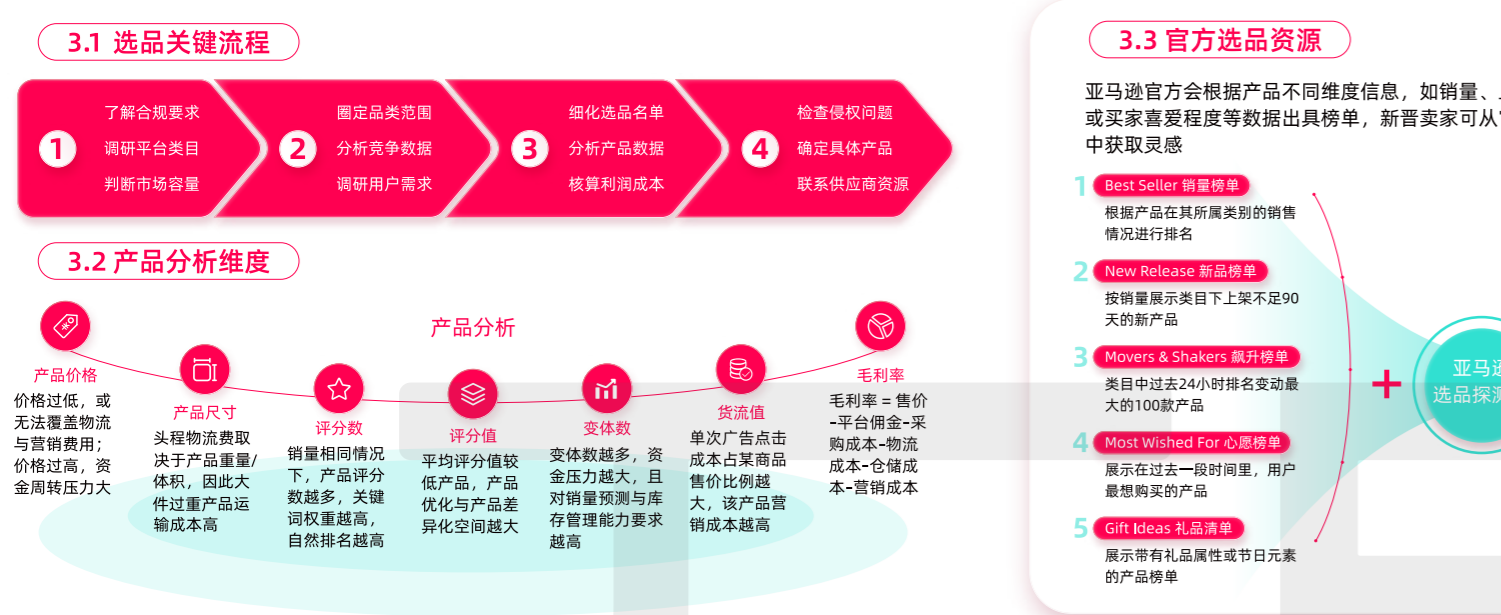 3.1 选品关键流程
1
了解合规要求
调研平台类目
判断市场容量
2
圈定品类范围
分析竞争数据
调研用户需求
3
细化选品名单
分析产品数据
核算利润成本
4
检查侵权问题
确定具体产品
联系供应商资源
3.2 产品分析维度
产品分析
产品价格
价格过低，或
无法覆盖物流
与营销费用；
价格过高，资
金周转压力大
产品尺寸
头程物流费取
决于产品重量/
体积，因此大
件过重产品运
输成本高
评分数
销量相同情况
下，产品评分
数越多，关键
词权重越高，
自然排名越高
评分值
平均评分值较
低产品，产品
优化与产品差
异化空间越大
变体数
变体数越多，资
金压力越大，且
对销量预测与库
存管理能力要求
越高
货流值
单次广告点击
成本占某商品
售价比例越
大，该产品营
销成本越高
毛利率
毛利率 = 售价
-平台佣金-采
购成本-物流
成本-仓储成
本-营销成本
3.3 官方选品资源
亚马逊官方会根据产品不同维度信息，如销量、
或买家喜爱程度等数据出具榜单，新晋卖家可从
中获取灵感
1 Best Seller 销量榜单
根据产品在其所属类别的销售
情况进行排名
2 New Release 新品榜单
按销量展示类目下上架不足90
天的新产品
3 Movers & Shakers 飙升榜单
类目中过去24小时排名变动最
大的100款产品
4 Most Wished For 心愿榜单
展示在过去一段时间里，用户
最想购买的产品
5 Gift Ideas 礼品清单
展示带有礼品属性或节日元素
的产品榜单
+
亚马逊
选品探测